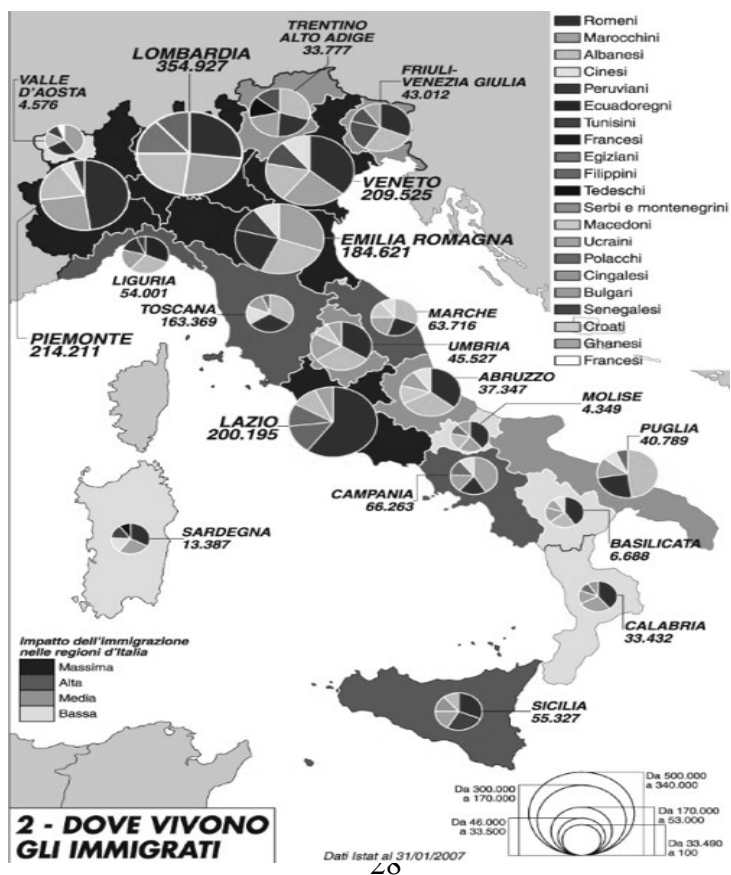 TRENTINO
ALTO ADIGE
33.777
LOMBARDIA
354.927
VALLE
D'AOSTA
4.576
FRIULI-
VENEZIA GIULIA
43.012
VENETO
209.525
EMILIA ROMAGNA
184.621
LIGURIA
54.001
TOSCANA
163.369
MARCHE
63.716
PIEMONTE
214.211
UMBRIA
45.527
ABRUZZO
37.347
MOLISE
4.349
LAZIO
200.195
PUGLIA
40.789
CAMPANIA
66.263
SARDEGNA
13.387
BASILICATA
6.688
CALABRIA
33.432
SICILIA
55.327
Romeni
Marocchini
Albanesi
Cinesi
Peruviani
Ecuadoregni
Tunisini
Francesi
Egiziani
Filippini
Tedeschi
Serbi e montenegrini
Macedoni
Ucraini
Polacchi
Cingalesi
Bulgari
Senegalesi
Croati
Ghanesi
Francesi
Impatto dell'immigrazione
nelle regioni d'Italia
Massima
Alta
Media
Bassa
Da 500.000
a 340.000
Da 300.000
a 170.000
Da 170.000
a 53.000
Da 46.000
a 33.500
Da 33.490
a 100
2 - DOVE VIVONO
GLI IMMIGRATI
Dati Istat al 31/01/2007
28